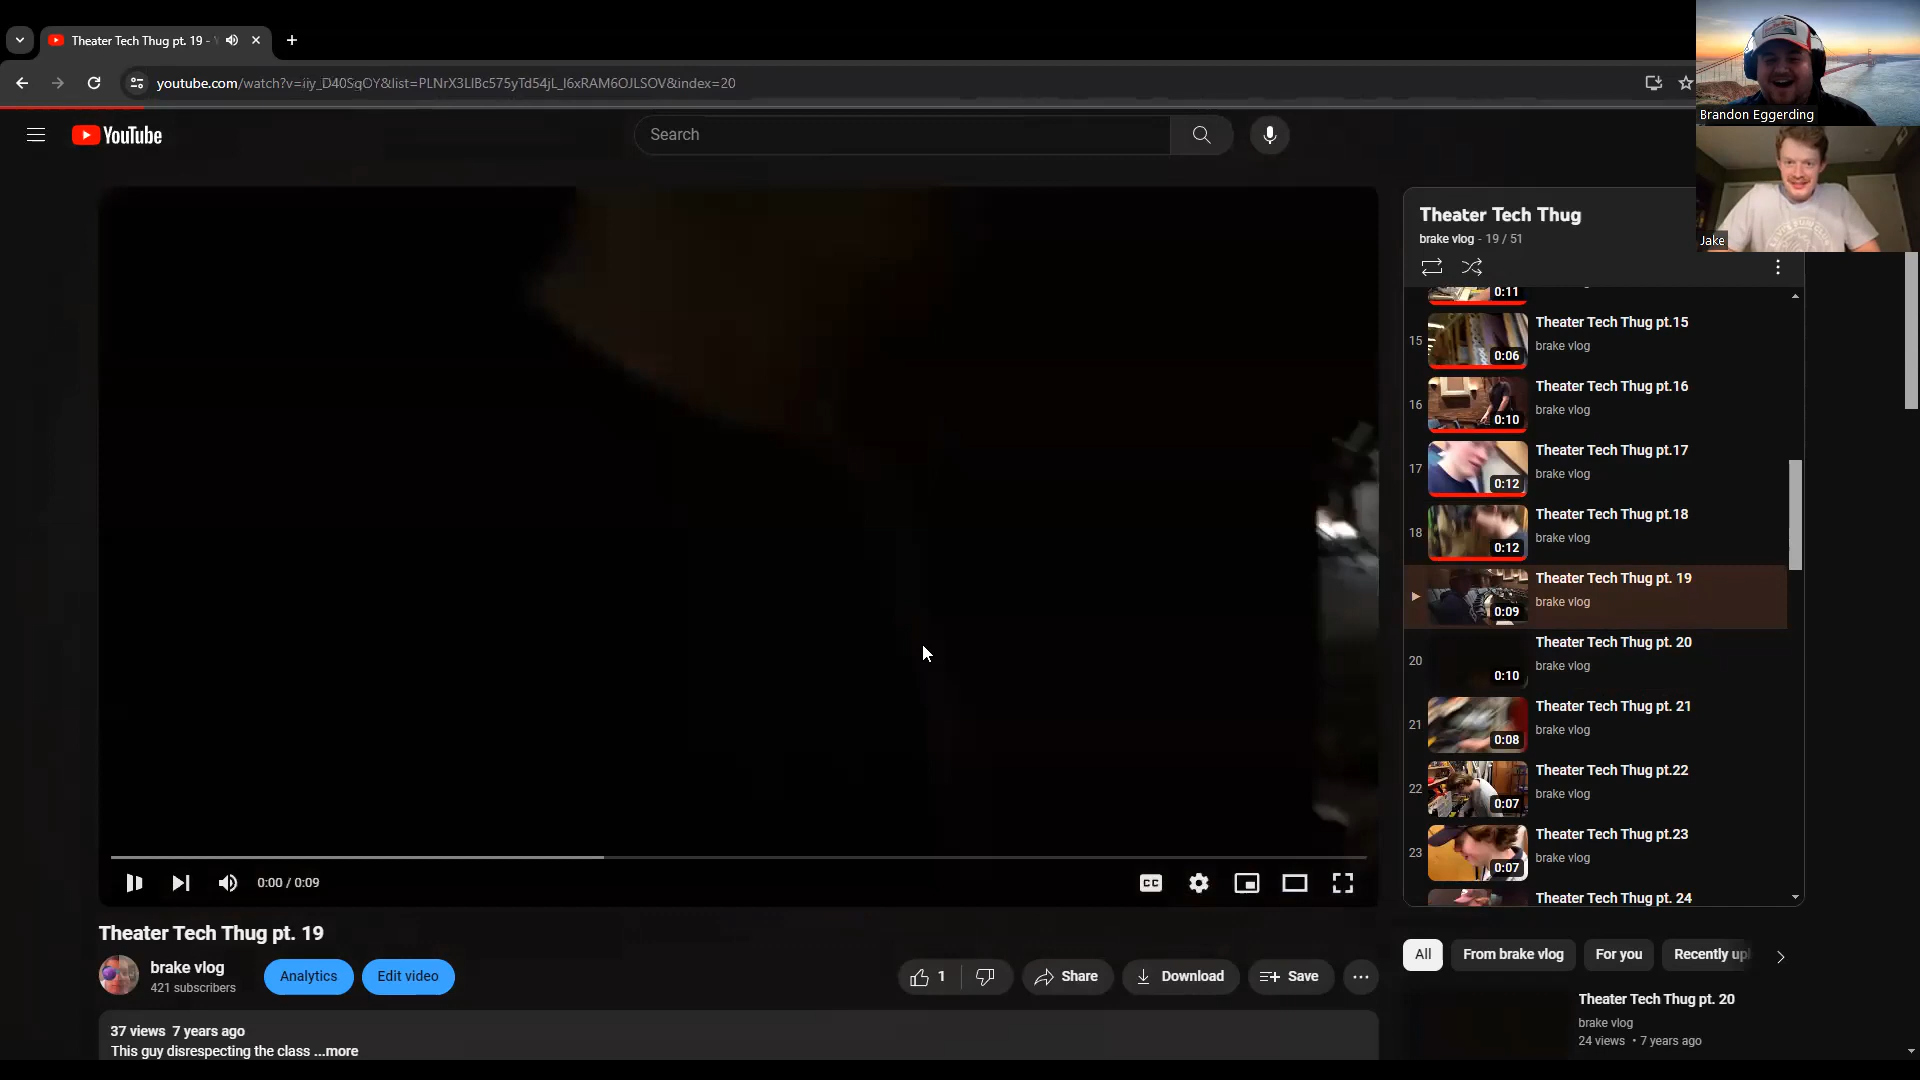 Theater Tech Thug pt. 19 -
youtube.com/watch?v=iiy_D40SqOY&list=PLNrX3LlBc575yTd54jL_l6xRAM6OJLSOV&index=20
Brandon Eggerding
YouTube
Search
Jake
Theater Tech Thug
brake vlog - 19 / 51
0:11
15
0:06
Theater Tech Thug pt.15
brake vlog
16
0:10
Theater Tech Thug pt.16
brake vlog
17
0:12
Theater Tech Thug pt.17
brake vlog
18
0:12
Theater Tech Thug pt.18
brake vlog
0:09
Theater Tech Thug pt. 19
brake vlog
20
0:10
Theater Tech Thug pt. 20
brake vlog
21
0:08
Theater Tech Thug pt. 21
brake vlog
22
0:07
Theater Tech Thug pt.22
brake vlog
23
0:07
Theater Tech Thug pt.23
brake vlog
Theater Tech Thug pt. 24
0:00 / 0:09
CC
Theater Tech Thug pt. 19
brake vlog
421 subscribers
Analytics
Edit video
1
Share
Download
Save
37 views 7 years ago
This guy disrespecting the class ...more
All
From brake vlog
For you
Recently upl
Theater Tech Thug pt. 20
brake vlog
24 views • 7 years ago